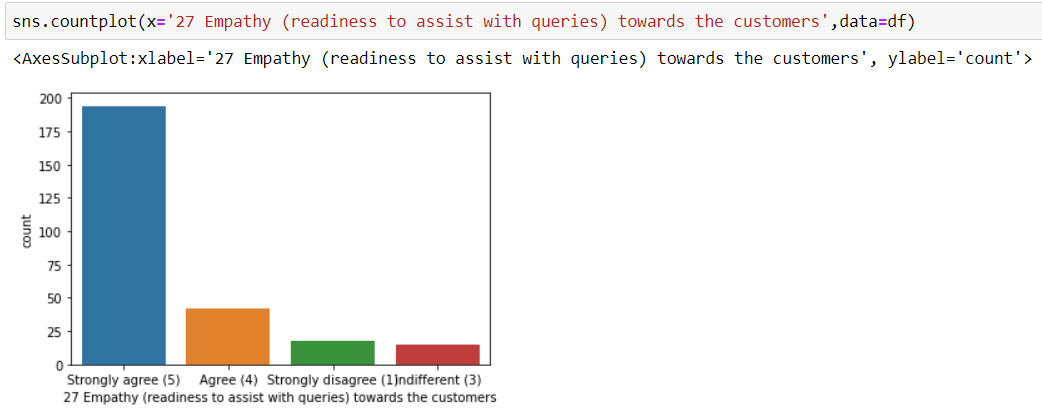 sns.countplot(x='27 Empathy (readiness to assist with queries) towards the customers',data=df)
<AxesSubplot:xlabel='27 Empathy (readiness to assist with queries) towards the customers', ylabel='count'>
200
175
150
125
100
75
50
25
0
count
Strongly agree (5) Agree (4) Strongly disagree (1) Indifferent (3)
27 Empathy (readiness to assist with queries) towards the customers